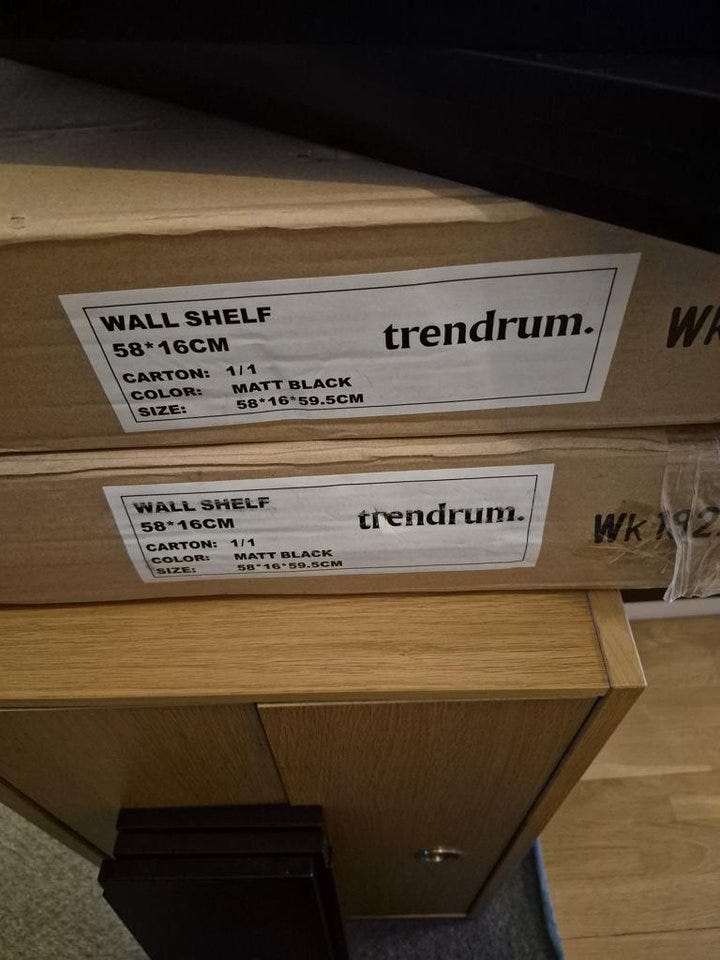 WALL SHELF
58*16CM
trendrum.
CARTON: 1/1
COLOR: MATT BLACK
SIZE: 58*16*59.5CM
WALL SHELF
58*16CM
trendrum.
CARTON: 1/1
COLOR: MATT BLACK
SIZE: 58*16*59.5CM